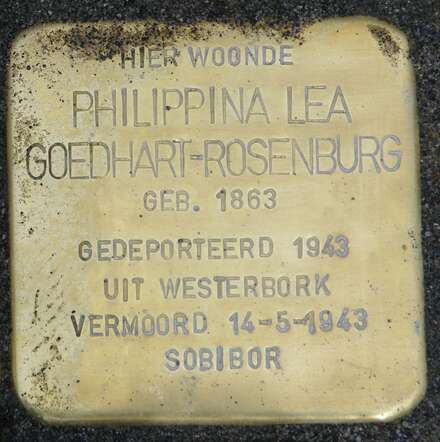 HIER WOONDE
PHILIPPINA LEA
GOEDHART-ROSENBURG
GEB. 1863
GEDEPORTEERD 1943
UIT WESTERBORK
VERMOORD 14-5-1943
SOBIBOR